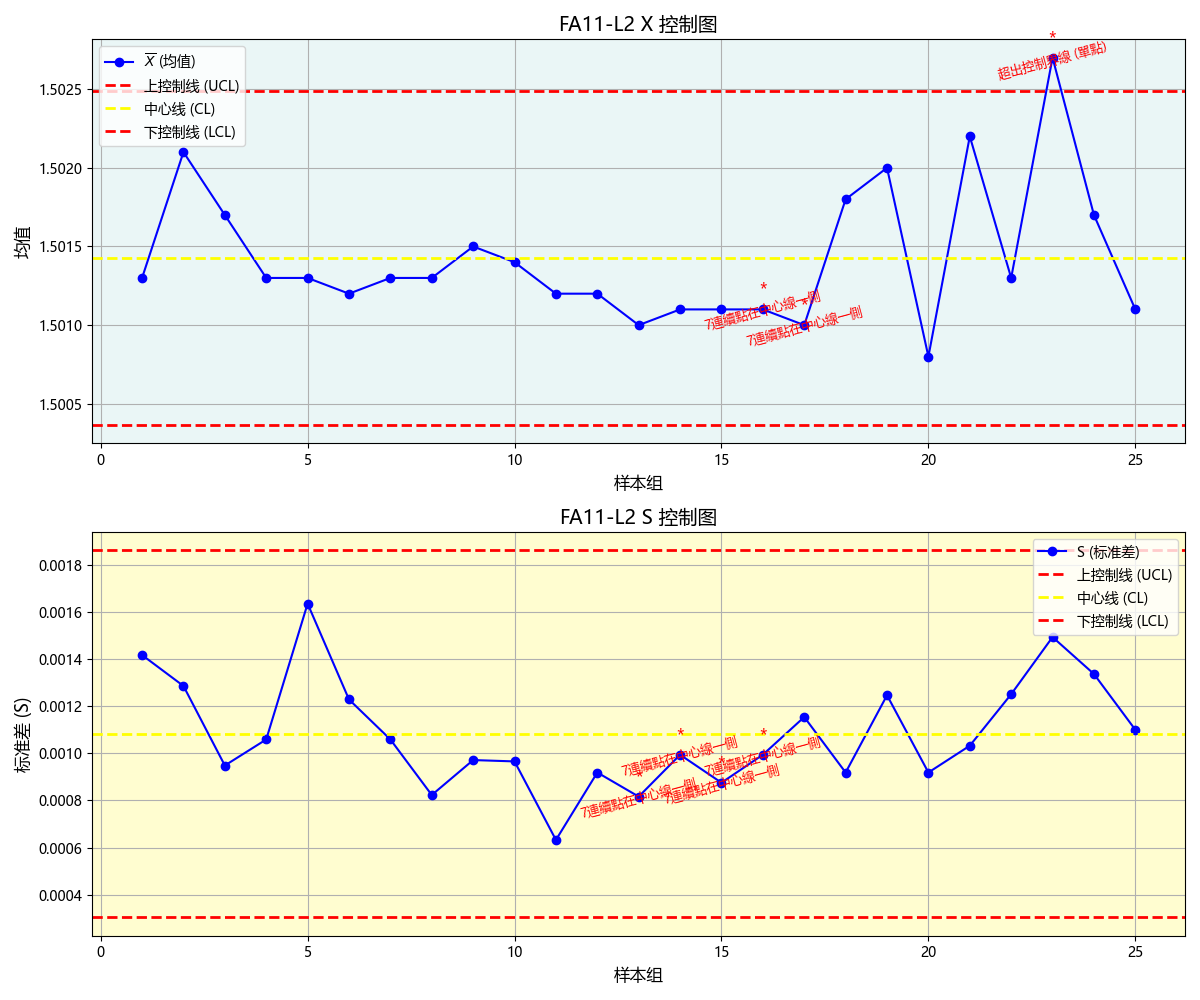 FA11-L2 X 控制图
X (均值)
上控制线 (UCL)
中心线 (CL)
下控制线 (LCL)
*
超出控制界線 (單點)
*
7連續點在中心線一側
*
7連續點在中心線一側
均值
1.5025
1.5020
1.5015
1.5010
1.5005
0 5 10 15 20 25
样本组
FA11-L2 S 控制图
S (标准差)
上控制线 (UCL)
中心线 (CL)
下控制线 (LCL)
*
7連續點在中心線一側
*
7連續點在中心線一側
*
7連續點在中心線一側
*
7連續點在中心線一側
标准差 (S)
0.0018
0.0016
0.0014
0.0012
0.0010
0.0008
0.0006
0.0004
0 5 10 15 20 25
样本组